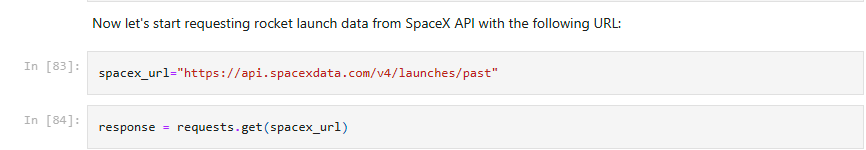 Now let's start requesting rocket launch data from SpaceX API with the following URL:
In [83]: spacex_url="https://api.spacexdata.com/v4/launches/past"
In [84]: response = requests.get(spacex_url)